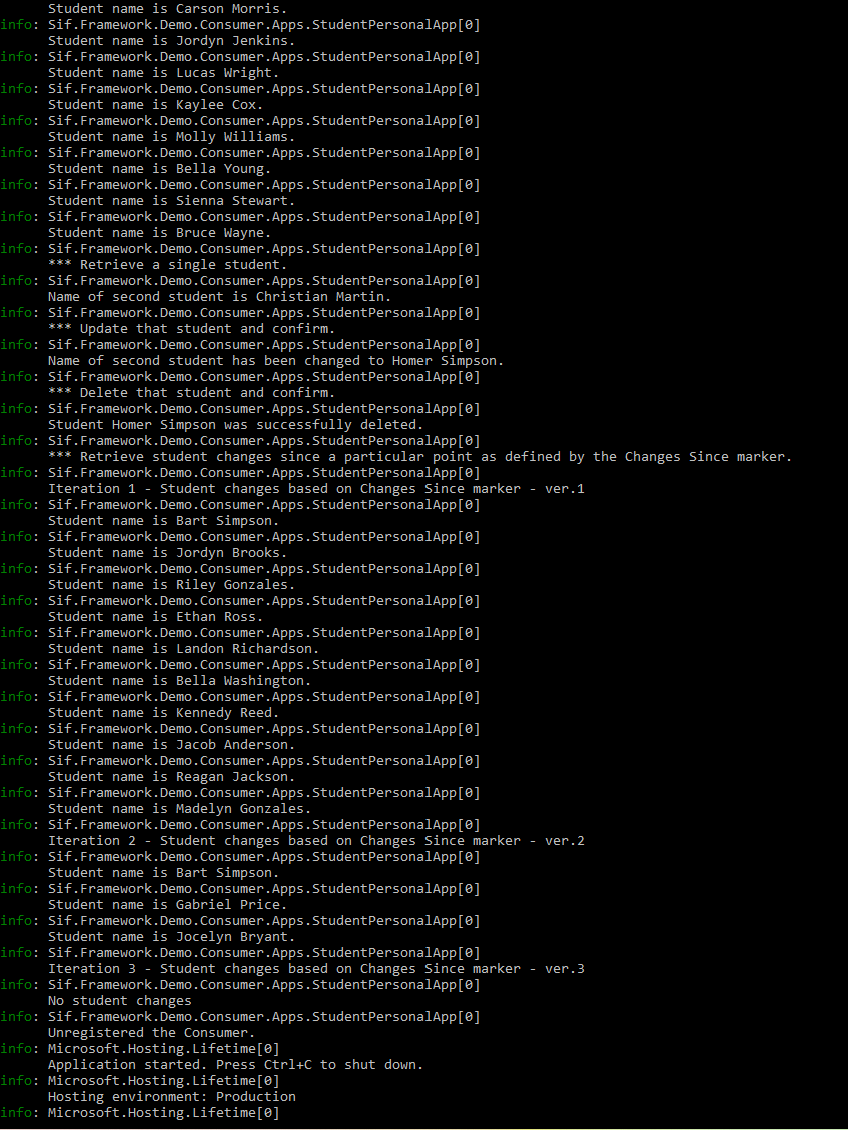 Student name is Carson Morris.
info: Sif.Framework.Demo.Consumer.Apps.StudentPersonalApp[0]
Student name is Jordyn Jenkins.
info: Sif.Framework.Demo.Consumer.Apps.StudentPersonalApp[0]
Student name is Lucas Wright.
info: Sif.Framework.Demo.Consumer.Apps.StudentPersonalApp[0]
Student name is Kaylee Cox.
info: Sif.Framework.Demo.Consumer.Apps.StudentPersonalApp[0]
Student name is Molly Williams.
info: Sif.Framework.Demo.Consumer.Apps.StudentPersonalApp[0]
Student name is Bella Young.
info: Sif.Framework.Demo.Consumer.Apps.StudentPersonalApp[0]
Student name is Sienna Stewart.
info: Sif.Framework.Demo.Consumer.Apps.StudentPersonalApp[0]
Student name is Bruce Wayne.
info: Sif.Framework.Demo.Consumer.Apps.StudentPersonalApp[0]
*** Retrieve a single student.
info: Sif.Framework.Demo.Consumer.Apps.StudentPersonalApp[0]
Name of second student is Christian Martin.
info: Sif.Framework.Demo.Consumer.Apps.StudentPersonalApp[0]
*** Update that student and confirm.
info: Sif.Framework.Demo.Consumer.Apps.StudentPersonalApp[0]
Name of second student has been changed to Homer Simpson.
info: Sif.Framework.Demo.Consumer.Apps.StudentPersonalApp[0]
*** Delete that student and confirm.
info: Sif.Framework.Demo.Consumer.Apps.StudentPersonalApp[0]
Student Homer Simpson was successfully deleted.
info: Sif.Framework.Demo.Consumer.Apps.StudentPersonalApp[0]
*** Retrieve student changes since a particular point as defined by the Changes Since marker.
info: Sif.Framework.Demo.Consumer.Apps.StudentPersonalApp[0]
Iteration 1 - Student changes based on Changes Since marker - ver.1
info: Sif.Framework.Demo.Consumer.Apps.StudentPersonalApp[0]
Student name is Bart Simpson.
info: Sif.Framework.Demo.Consumer.Apps.StudentPersonalApp[0]
Student name is Jordyn Brooks.
info: Sif.Framework.Demo.Consumer.Apps.StudentPersonalApp[0]
Student name is Riley Gonzales.
info: Sif.Framework.Demo.Consumer.Apps.StudentPersonalApp[0]
Student name is Ethan Ross.
info: Sif.Framework.Demo.Consumer.Apps.StudentPersonalApp[0]
Student name is Landon Richardson.
info: Sif.Framework.Demo.Consumer.Apps.StudentPersonalApp[0]
Student name is Bella Washington.
info: Sif.Framework.Demo.Consumer.Apps.StudentPersonalApp[0]
Student name is Kennedy Reed.
info: Sif.Framework.Demo.Consumer.Apps.StudentPersonalApp[0]
Student name is Jacob Anderson.
info: Sif.Framework.Demo.Consumer.Apps.StudentPersonalApp[0]
Student name is Reagan Jackson.
info: Sif.Framework.Demo.Consumer.Apps.StudentPersonalApp[0]
Student name is Madelyn Gonzales.
info: Sif.Framework.Demo.Consumer.Apps.StudentPersonalApp[0]
Iteration 2 - Student changes based on Changes Since marker - ver.2
info: Sif.Framework.Demo.Consumer.Apps.StudentPersonalApp[0]
Student name is Bart Simpson.
info: Sif.Framework.Demo.Consumer.Apps.StudentPersonalApp[0]
Student name is Gabriel Price.
info: Sif.Framework.Demo.Consumer.Apps.StudentPersonalApp[0]
Student name is Jocelyn Bryant.
info: Sif.Framework.Demo.Consumer.Apps.StudentPersonalApp[0]
Iteration 3 - Student changes based on Changes Since marker - ver.3
info: Sif.Framework.Demo.Consumer.Apps.StudentPersonalApp[0]
No student changes
info: Sif.Framework.Demo.Consumer.Apps.StudentPersonalApp[0]
Unregistered the Consumer.
info: Microsoft.Hosting.Lifetime[0]
Application started. Press Ctrl+C to shut down.
info: Microsoft.Hosting.Lifetime[0]
Hosting environment: Production
info: Microsoft.Hosting.Lifetime[0]